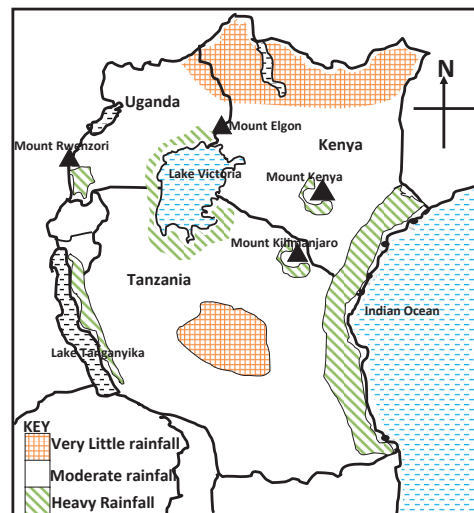 N
Uganda
Mount Elgon
Kenya
Mount Rwenzori
Lake Victoria
Mount Kenya
Mount Kilimanjaro
Tanzania
Indian Ocean
Lake Tanganyika
KEY
Very Little rainfall
Moderate rainfall
Heavy Rainfall